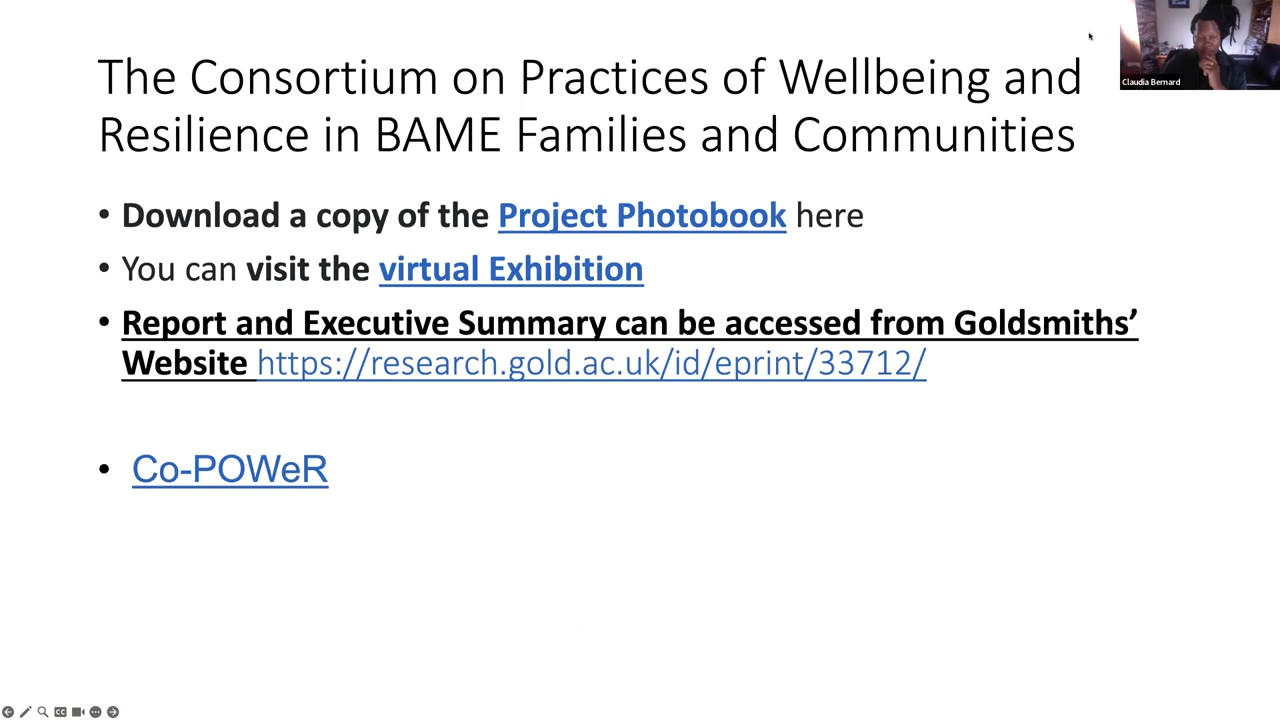 The Consortium on Practices of Wellbeing and
Resilience in BAME Families and Communities
Claudia Bernard
• Download a copy of the Project Photobook here
• You can visit the virtual Exhibition
• Report and Executive Summary can be accessed from Goldsmiths’
Website https://research.gold.ac.uk/id/eprint/33712/
• Co-POWeR